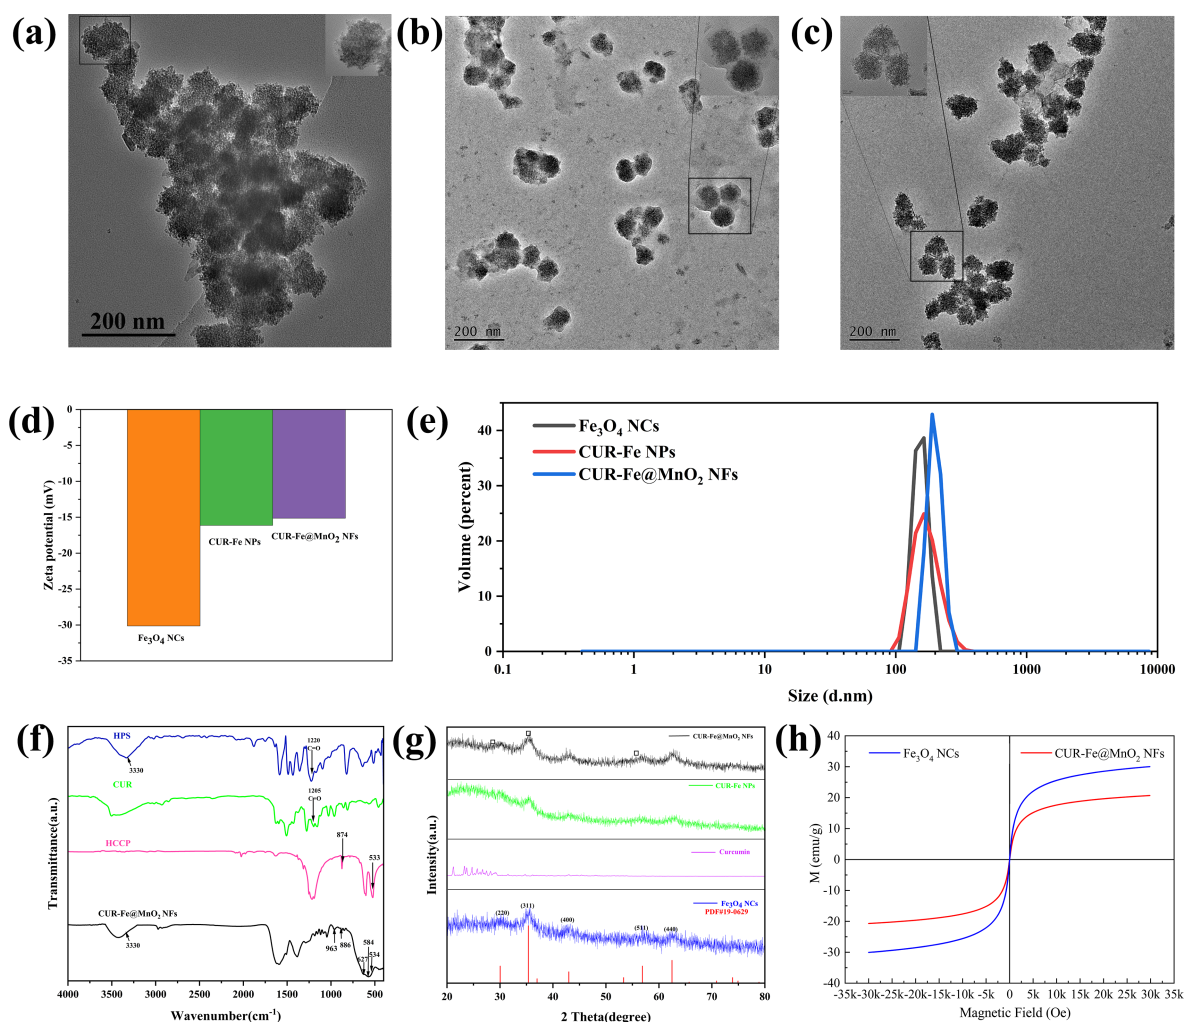 (a)
200 nm
(b)
200 nm
(c)
200 nm
(d)
Zeta potential (mV)
0
-5
-10
-15
-20
-25
-30
-35
Fe₃O₄ NCs
CUR-Fe NPs
CUR-Fe@MnO₂ NFs
(e)
Volume (percent)
40
30
20
10
0
Fe₃O₄ NCs
CUR-Fe NPs
CUR-Fe@MnO₂ NFs
0.1 1 10 100 1000 10000
Size (d.nm)
(f)
Transmittance(a.u.)
HPS
3330
1220
C=O
CUR
1205
C=O
HCCP
874
533
CUR-Fe@MnO₂ NFs
3330
963
886
627
584
534
4000 3500 3000 2500 2000 1500 1000 500
Wavenumber(cm⁻¹)
(g)
Intensity(a.u.)
CUR-Fe@MnO₂ NFs
CUR-Fe NPs
Curcumin
Fe₃O₄ NCs
PDF#19-0629
(220)
(311)
(400)
(511)
(440)
20 30 40 50 60 70 80
2 Theta(degree)
(h)
M (emu/g)
40
30
20
10
0
-10
-20
-30
-40
Fe₃O₄ NCs
CUR-Fe@MnO₂ NFs
-35k-30k-25k-20k-15k-10k-5k 0 5k 10k 15k 20k 25k 30k 35k
Magnetic Field (Oe)